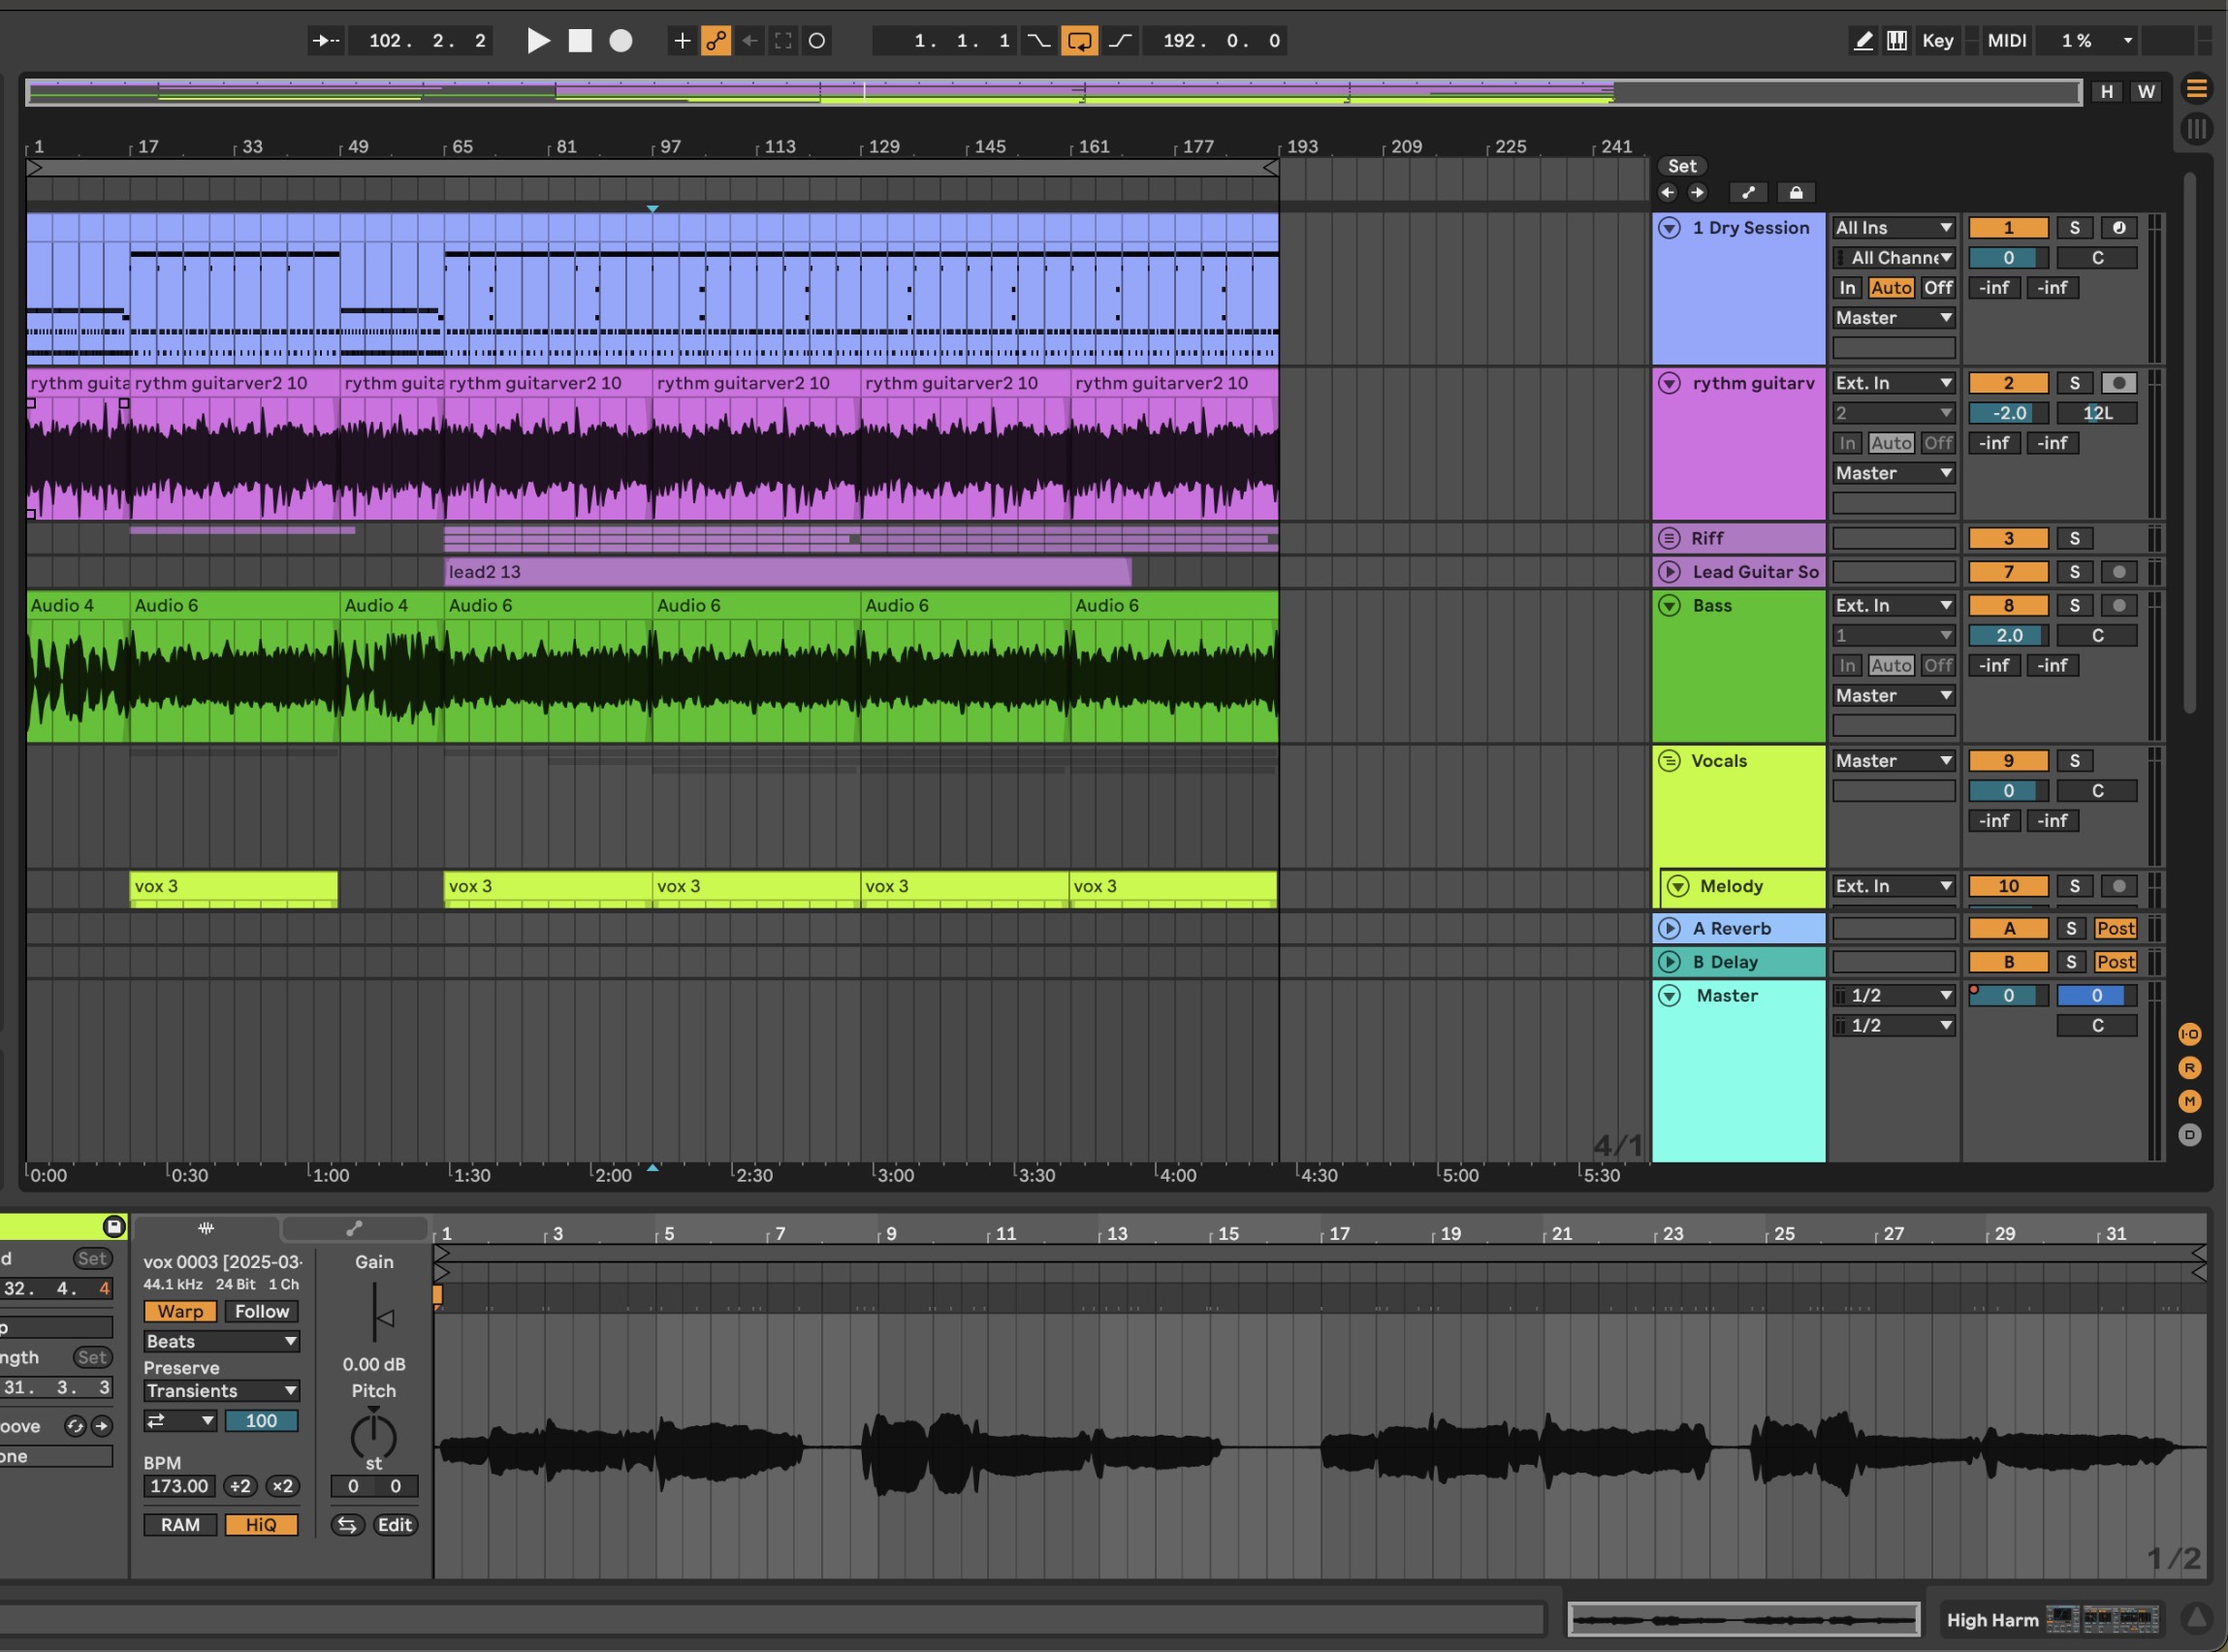 102. 2. 2 1. 1. 1 192. 0. 0 Key MIDI 1 %
H W
1 17 33 49 65 81 97 113 129 145 161 177 193 209 225 241
Set
1 Dry Session All Ins 1 S
All Channe 0 C
In Auto Off -inf -inf
Master
rythm guita rythm guitarver2 10 rythm guita rythm guitarver2 10 rythm guitarver2 10 rythm guitarver2 10 rythm guitarver2 10 rythm guitarv Ext. In 2 S
2 -2.0 12L
In Auto Off -inf -inf
Master
Riff 3 S
lead2 13 Lead Guitar So 7 S
Audio 4 Audio 6 Audio 4 Audio 6 Audio 6 Audio 6 Audio 6 Bass Ext. In 8 S
1 2.0 C
In Auto Off -inf -inf
Master
Vocals Master 9 S
0 C
-inf -inf
vox 3 vox 3 vox 3 vox 3 vox 3 Melody Ext. In 10 S
A Reverb A S Post
B Delay B S Post
Master 1/2 0 0
1/2 C
I·O
R
M
D
4/1
0:00 0:30 1:00 1:30 2:00 2:30 3:00 3:30 4:00 4:30 5:00 5:30
1 3 5 7 9 11 13 15 17 19 21 23 25 27 29 31
d Set vox 0003 [2025-03- Gain
44.1 kHz 24 Bit 1 Ch
32. 4. 4 Warp Follow
p Beats
ngth Set Preserve 0.00 dB
31. 3. 3 Transients Pitch
oove 100
one BPM st
173.00 ÷2 ×2 0 0
RAM HiQ Edit
1/2
High Harm